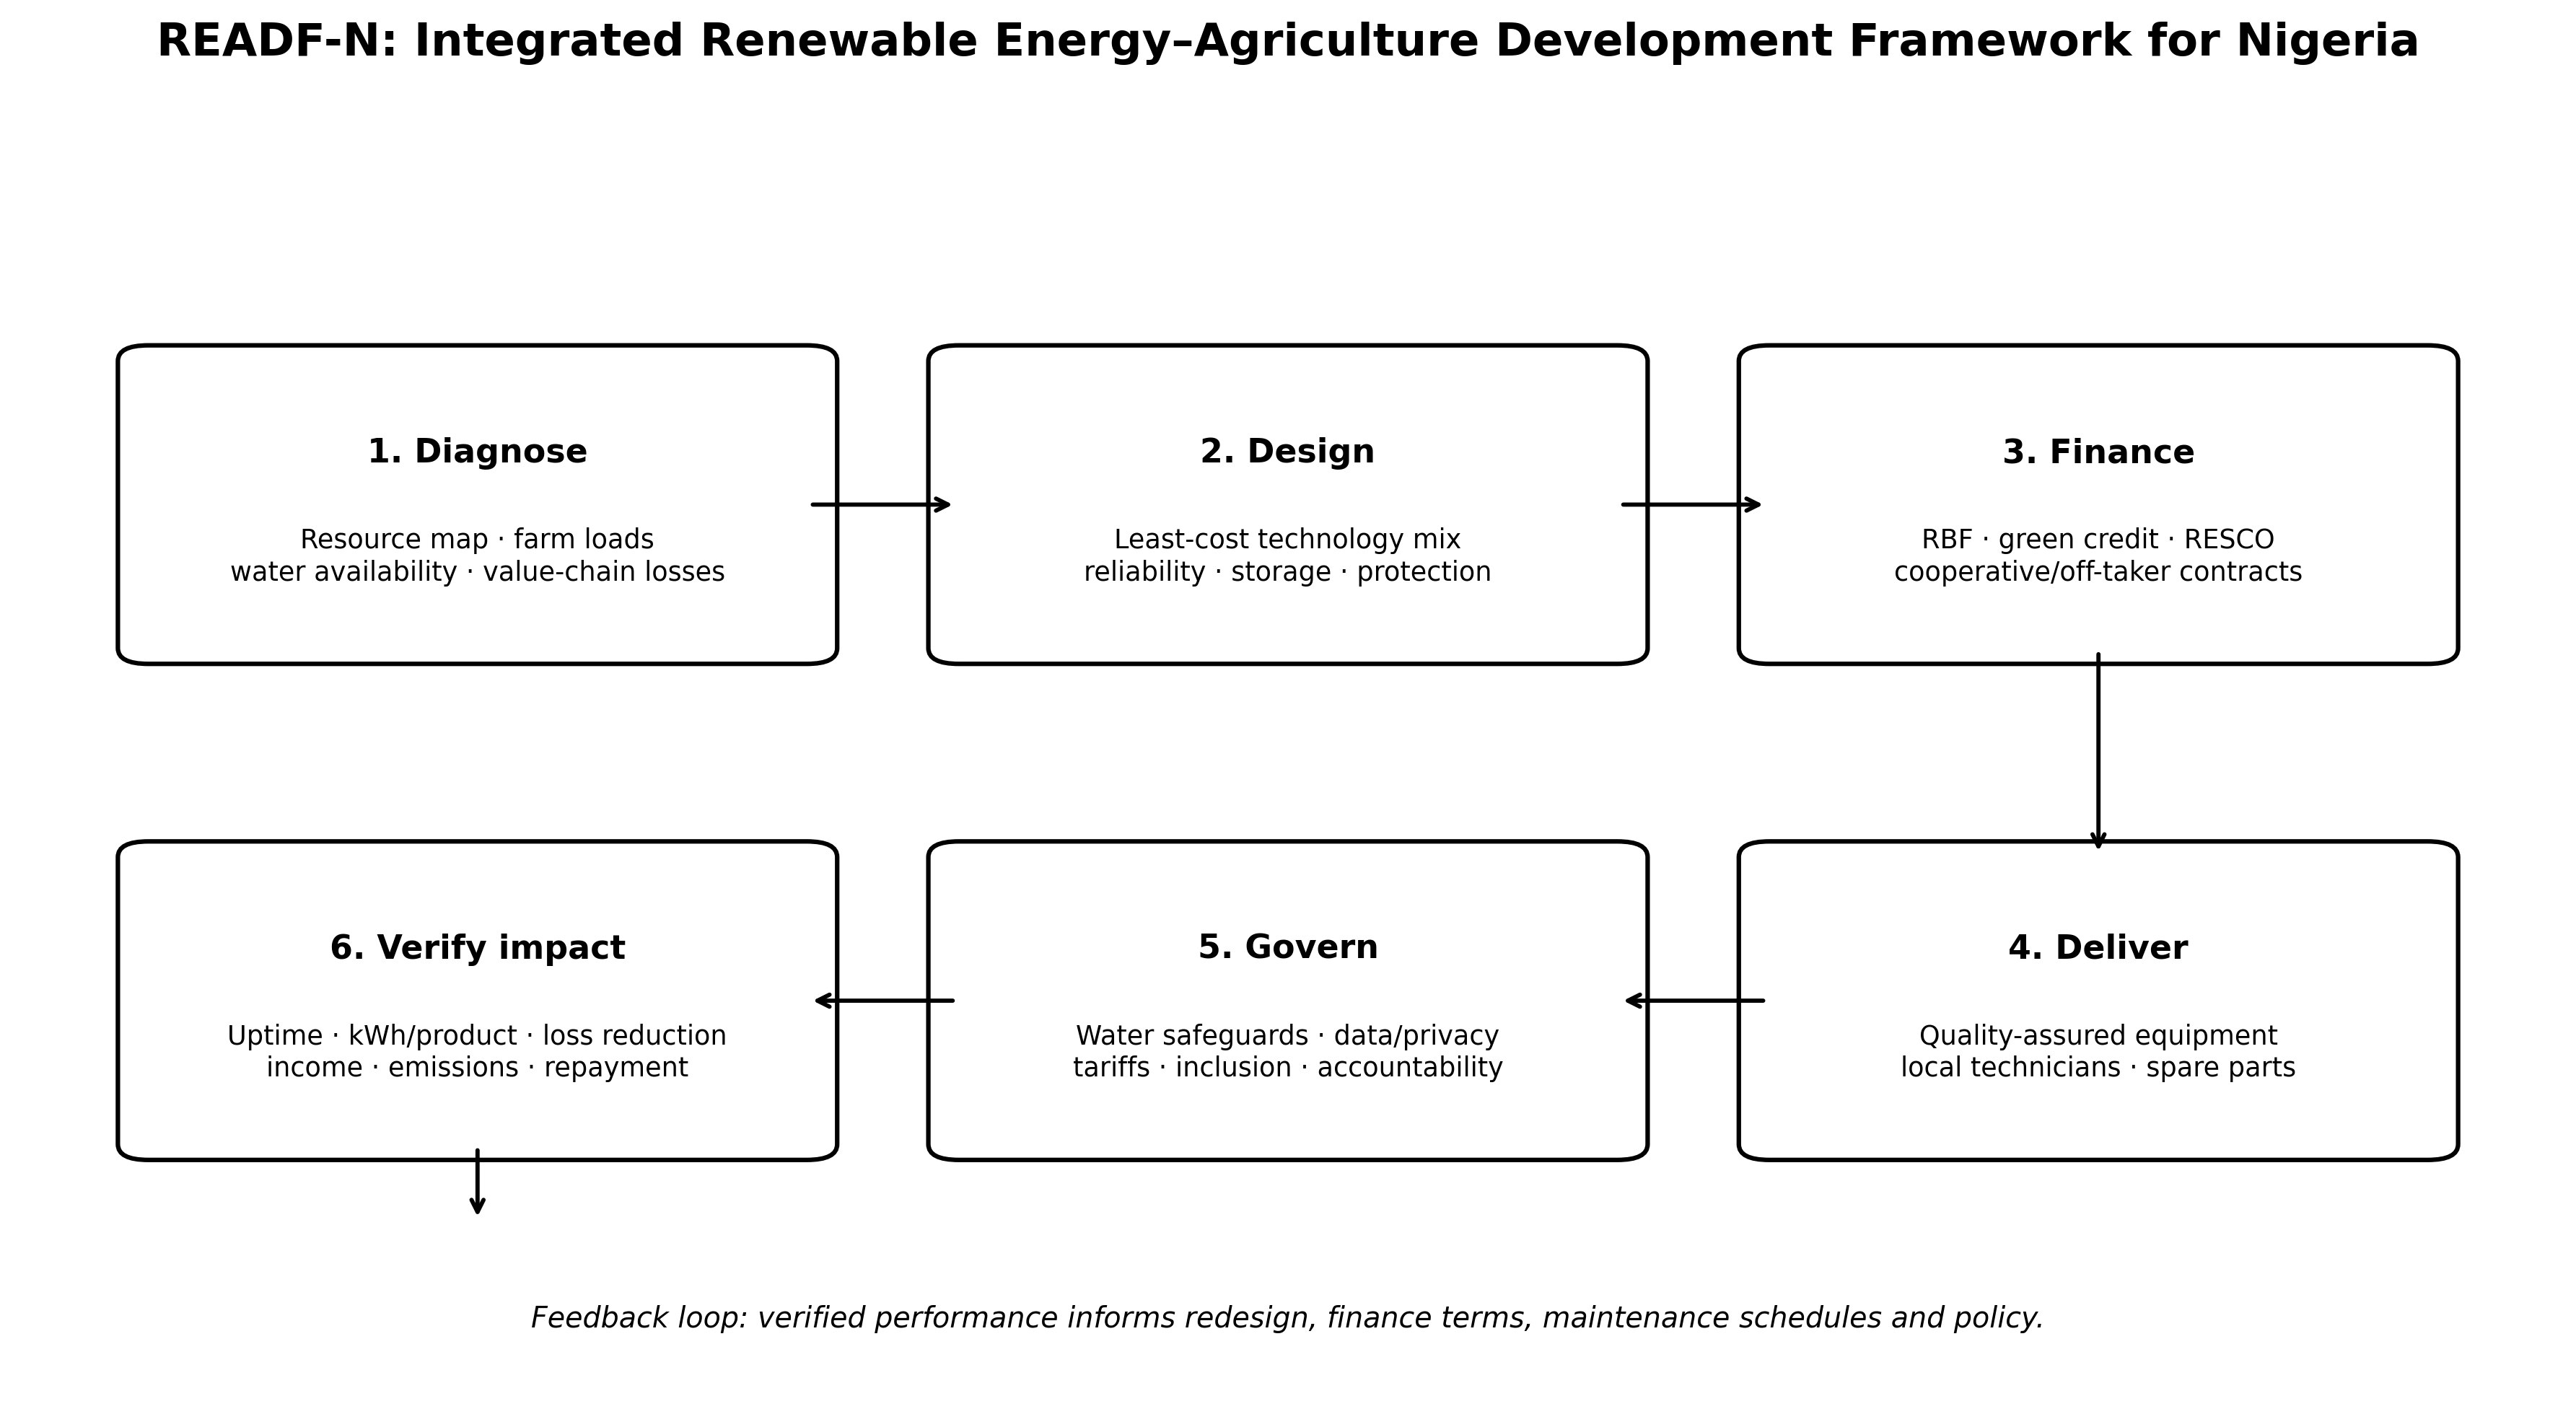 READF-N: Integrated Renewable Energy–Agriculture Development Framework for Nigeria
1. Diagnose
Resource map · farm loads
water availability · value-chain losses
2. Design
Least-cost technology mix
reliability · storage · protection
3. Finance
RBF · green credit · RESCO
cooperative/off-taker contracts
4. Deliver
Quality-assured equipment
local technicians · spare parts
5. Govern
Water safeguards · data/privacy
tariffs · inclusion · accountability
6. Verify impact
Uptime · kWh/product · loss reduction
income · emissions · repayment
Feedback loop: verified performance informs redesign, finance terms, maintenance schedules and policy.